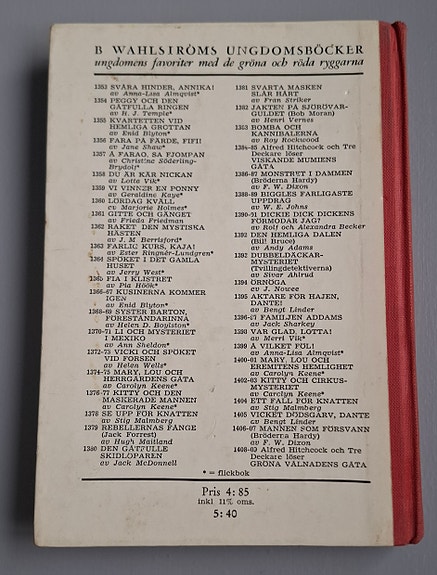 B WAHLSTRÖMS UNGDOMSBÖCKER
ungdomens favoriter med de gröna och röda ryggarna
1353 SVÅRA HINDER, ANNIKA!
av Anna-Lisa Almqvist*
1354 PEGGY OCH DEN
GÅTFULLA RINGEN
av H. J. Temple*
1355 KVARTETTEN VID
HEMLIGA GROTTAN
av Enid Blyton*
1356 FARA PÅ FÄRDE, FIFI!
av Jane Shaw*
1357 Å FARAO, SA FJOMPAN
av Christina Söderling-
Brydolf*
1358 DU ÄR KÄR NICKAN
av Lotta Vik*
1359 VI VINNER EN PONNY
av Geraldine Kaye*
1360 LÖRDAG KVÄLL
av Marjorie Holmes*
1361 GITTE OCH GÄNGET
av Frieda Friedman
1362 RAKET DEN MYSTISKA
HÄSTEN
av J. M Berrisford*
1363 FARLIG KURS, KAJA!
av Ester Ringnér-Lundgren*
1364 SPÖKET I DET GAMLA
HUSET
av Jerry West*
1365 PIA I KLISTRET
av Pia Höök*
1366-67 KUSINERNA KOMMER
IGEN
av Enid Blyton*
1368-69 SYSTER BARTON,
FÖRESTÅNDARINNA
av Helen D. Boylston*
1370-71 LI OCH MYSTERIET
I MEXIKO
av Ann Sheldon*
1372-73 VICKI OCH SPÖKET
VID FORSEN
av Helen Wells*
1374-75 MARY, LOU OCH
HERRGÅRDENS GÅTA
av Carolyn Keene*
1376-77 KITTY OCH DEN
MASKERADE MANNEN
av Carolyn Keene*
1378 SE UPP FÖR KNATTEN
av Stig Malmberg
1379 REBELLERNAS FÅNGE
(Jack Forrest)
av Hugh Maitland
1380 DEN GÅTFULLE
SKIDLÖPAREN
av Jack McDonnell
1381 SVARTA MASKEN
SLÅR HÅRT
av Fran Striker
1382 JAKTEN PÅ SJÖRÖVAR-
GULDET (Bob Moran)
av Henri Vernes
1383 BOMBA OCH
KANNIBALERNA
av Roy Rockwood
1384-85 Alfred Hitchcock och Tre
Deckare löser
VISKANDE MUMIENS
GÅTA
1386-87 MONSTRET I DAMMEN
(Bröderna Hardy)
av F. W. Dixon
1388-89 BIGGLES FARLIGASTE
UPPDRAG
av W. E. Johns
1390-91 DICKIE DICK DICKENS
FÖRMODAR JAG?
av Rolf och Alexandra Becker
1392 DEN HEMLIGA DALEN
(Bill! Bruce)
av Andy Adams
1392 DUBBELDÄCKAR-
MYSTERIET
(Tvillingdetektiverna)
av Sivar Ahlrud
1394 ÖRNÖGA
av J. Nowee
1395 AKTARE FÖR HAJEN,
DANTE!
av Bengt Linder
1396-97 FAMILJEN ADDAMS
av Jack Sharkey
1398 VAR GLAD, LOTTA!
av Merri Vik*
1399 Å VILKET FÖL!
av Anna-Lisa Almqvist*
1400-01 MARY, LOU OCH
EREMITENS HEMLIGHET
av Carolyn Keene*
1402-03 KITTY OCH CIRKUS-
MYSTERIET
av Carolyn Keene*
1404 ETT FALL FÖR KNATTEN
av Stig Malmberg
1405 VICKET DÖDSGARV, DANTE
av Bengt Linder
1406-07 MANNEN SOM FÖRSVANN
(Bröderna Hardy)
av F. W. Dixon
1408-09 Alfred Hitchcock och Tre
Deckare löser
GRÖNA VÅLNADENS GÅTA
* = flickbok
Pris 4: 85
inkl 11% oms.
5: 40